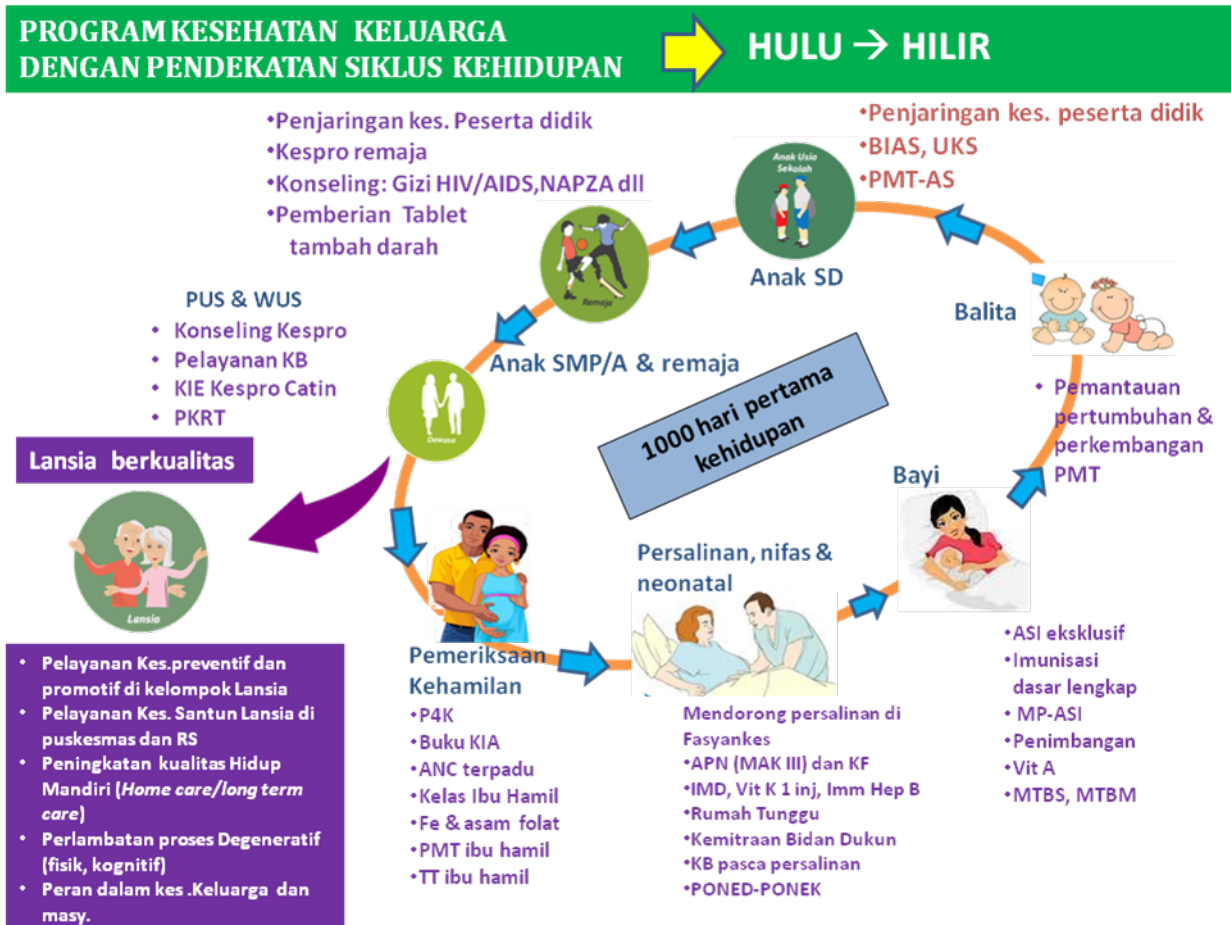 PROGRAM KESEHATAN KELUARGA
DENGAN PENDEKATAN SIKLUS KEHIDUPAN
HULU → HILIR
•Penjaringan kes. Peserta didik
•Kespro remaja
•Konseling: Gizi HIV/AIDS,NAPZA dll
•Pemberian Tablet
tambah darah
•Penjaringan kes. peserta didik
•BIAS, UKS
•PMT-AS
Anak Usia
Sekolah
Anak SD
Remaja
Anak SMP/A & remaja
Balita
• Pemantauan
pertumbuhan &
perkembangan
PMT
PUS & WUS
• Konseling Kespro
• Pelayanan KB
• KIE Kespro Catin
• PKRT
Dewasa
1000 hari pertama
kehidupan
Lansia berkualitas
Lansia
• Pelayanan Kes.preventif dan
promotif di kelompok Lansia
• Pelayanan Kes. Santun Lansia di
puskesmas dan RS
• Peningkatan kualitas Hidup
Mandiri (Home care/long term
care)
• Perlambatan proses Degeneratif
(fisik, kognitif)
• Peran dalam kes .Keluarga dan
masy.
Pemeriksaan
Kehamilan
•P4K
•Buku KIA
•ANC terpadu
•Kelas Ibu Hamil
•Fe & asam folat
•PMT ibu hamil
•TT ibu hamil
Persalinan, nifas &
neonatal
Mendorong persalinan di
Fasyankes
•APN (MAK III) dan KF
•IMD, Vit K 1 inj, Imm Hep B
•Rumah Tunggu
•Kemitraan Bidan Dukun
•KB pasca persalinan
•PONED-PONEK
Bayi
•ASI eksklusif
•Imunisasi
dasar lengkap
• MP-ASI
•Penimbangan
•Vit A
•MTBS, MTBM